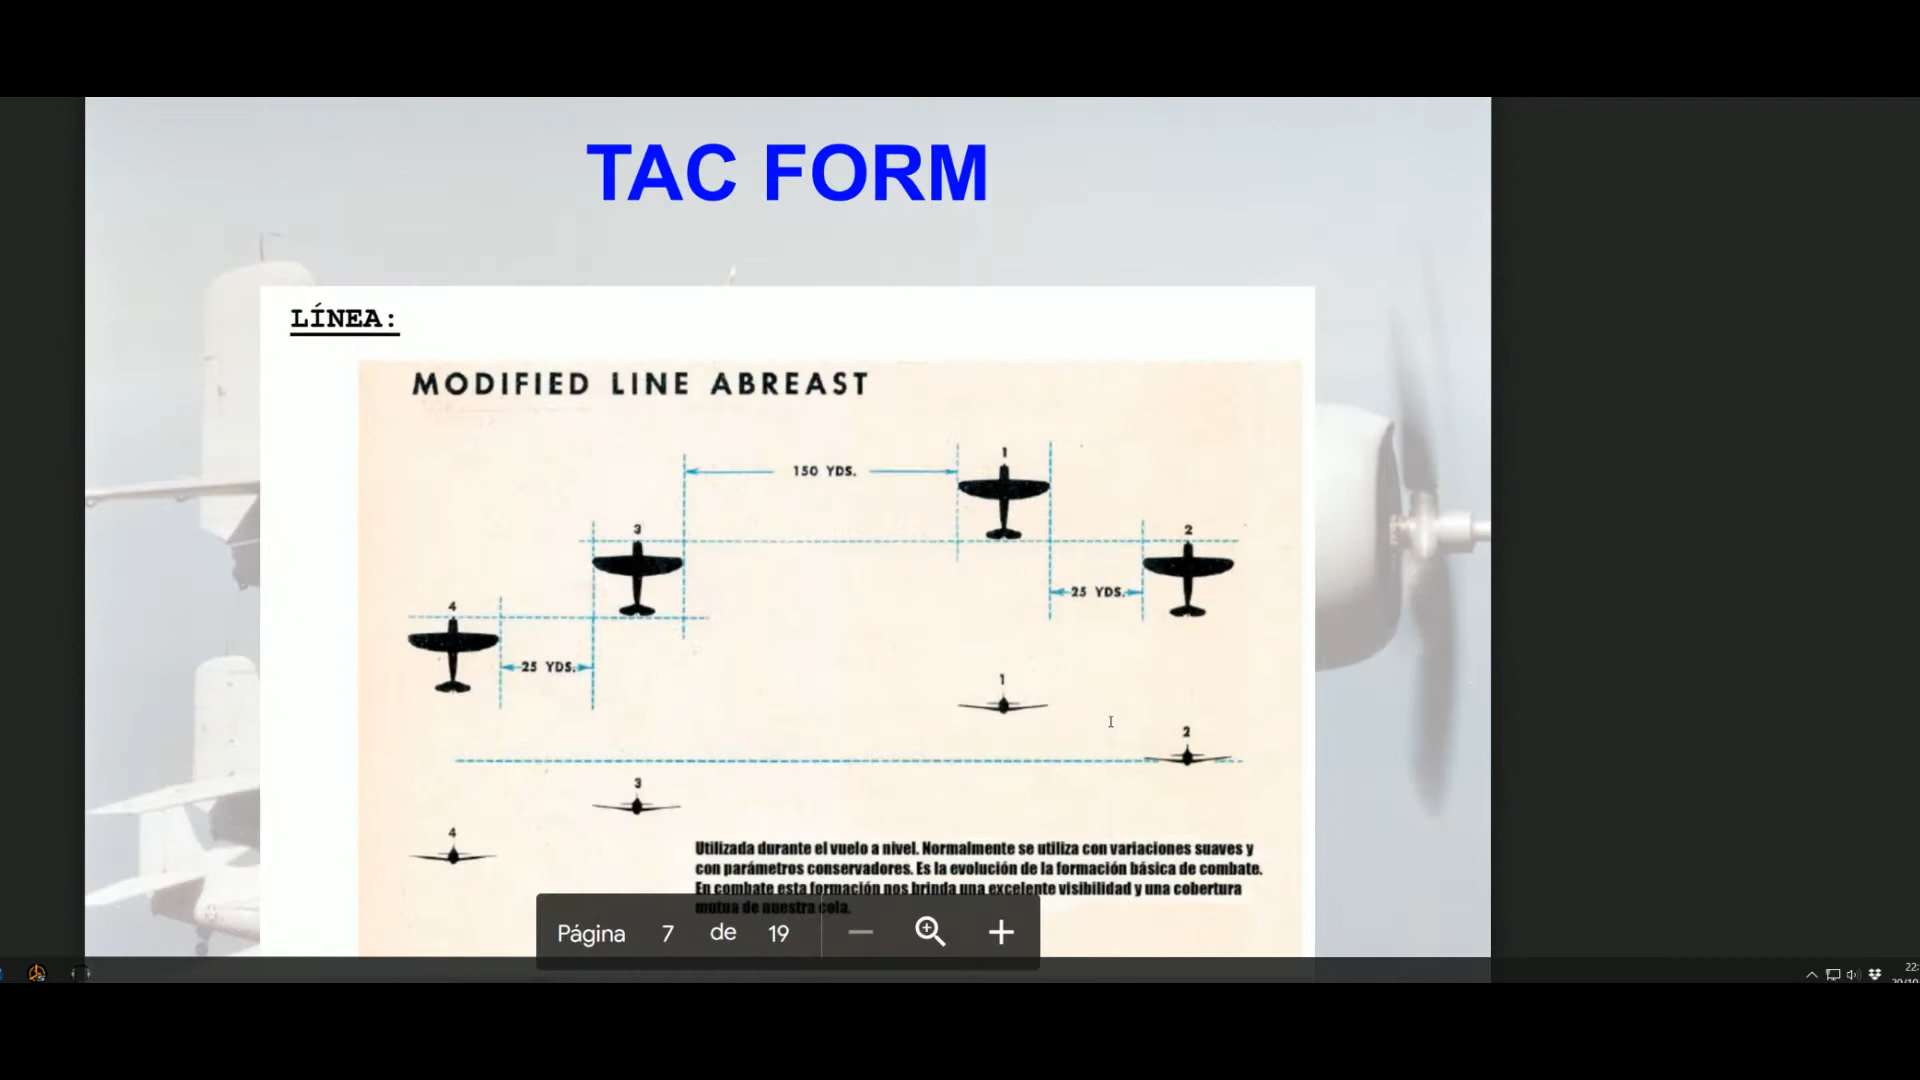 TAC FORM
LÍNEA:
MODIFIED LINE ABREAST
1
150 YDS.
3
2
25 YDS.
4
25 YDS.
1
2
3
4
Utilizada durante el vuelo a nivel. Normalmente se utiliza con variaciones suaves y
con parámetros conservadores. Es la evolución de la formación básica de combate.
En combate esta formación nos brinda una excelente visibilidad y una cobertura
mutua de nuestra cola.
Página 7 de 19
22: